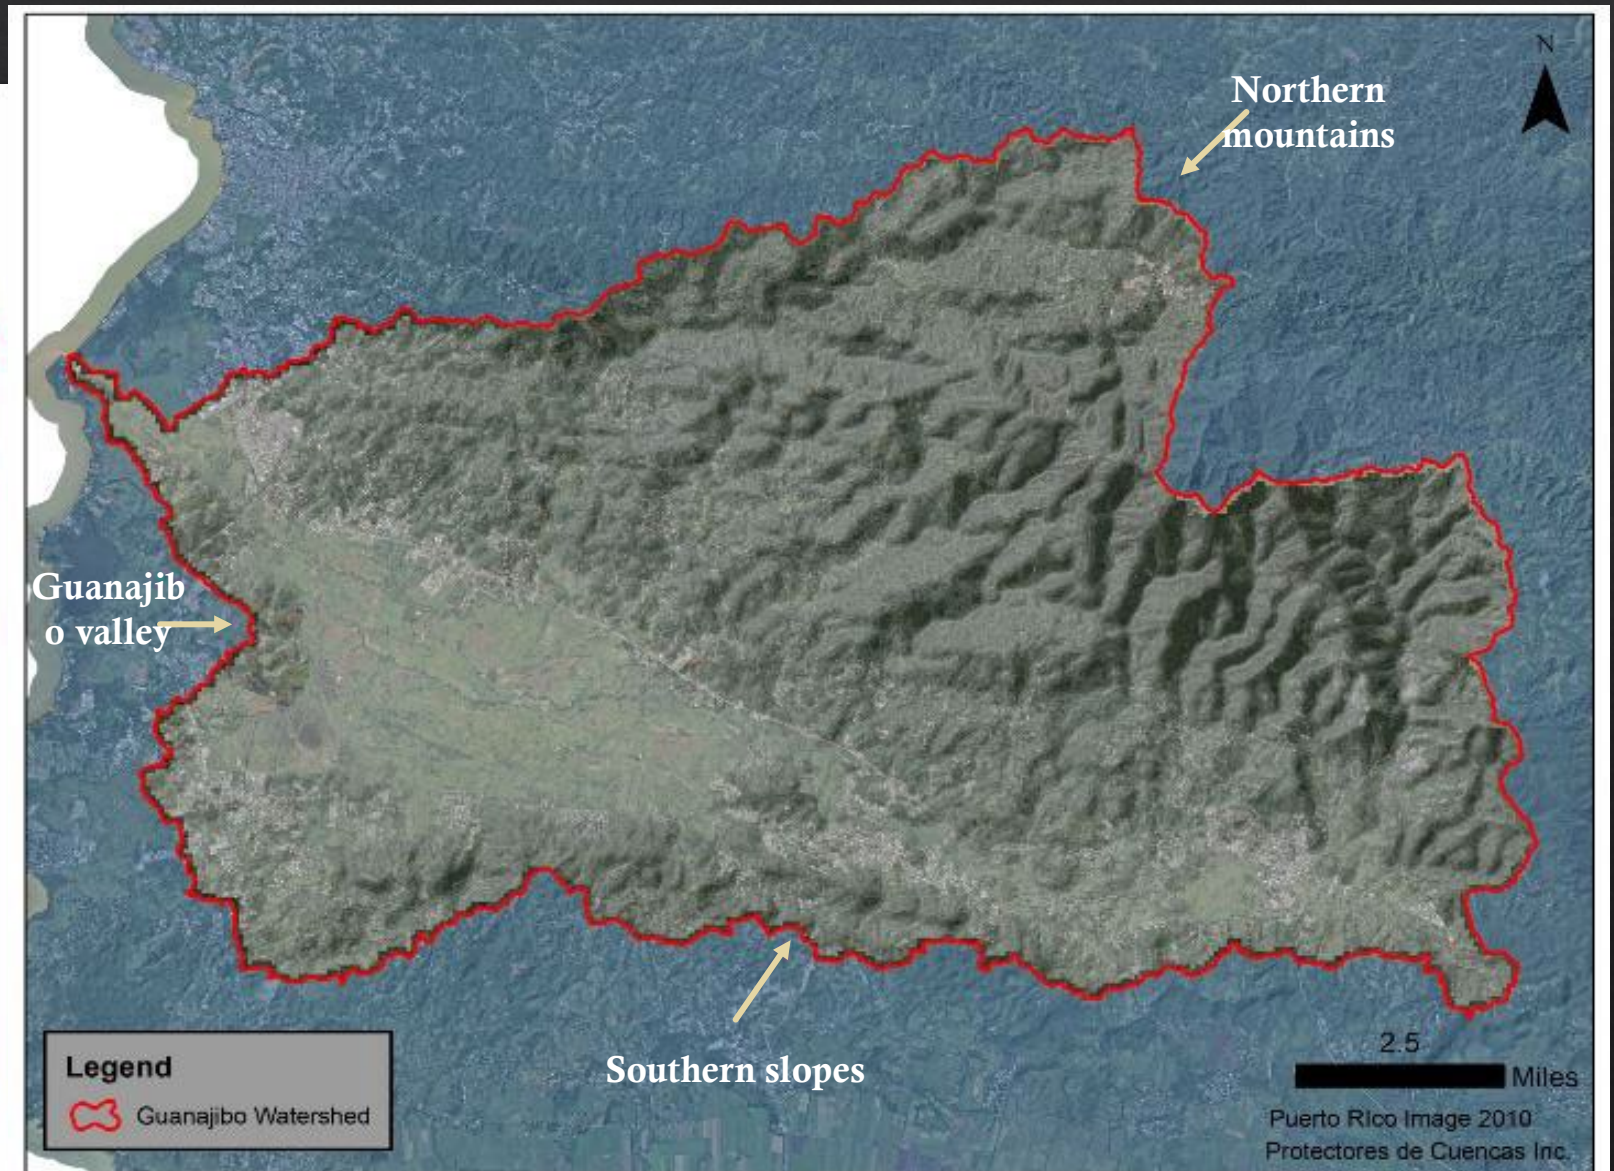 N
Northern
mountains
Guanajib
o valley
Southern slopes
Legend
Guanajibo Watershed
2.5
Miles
Puerto RIco Image 2010
Protectores de Cuencas Inc.